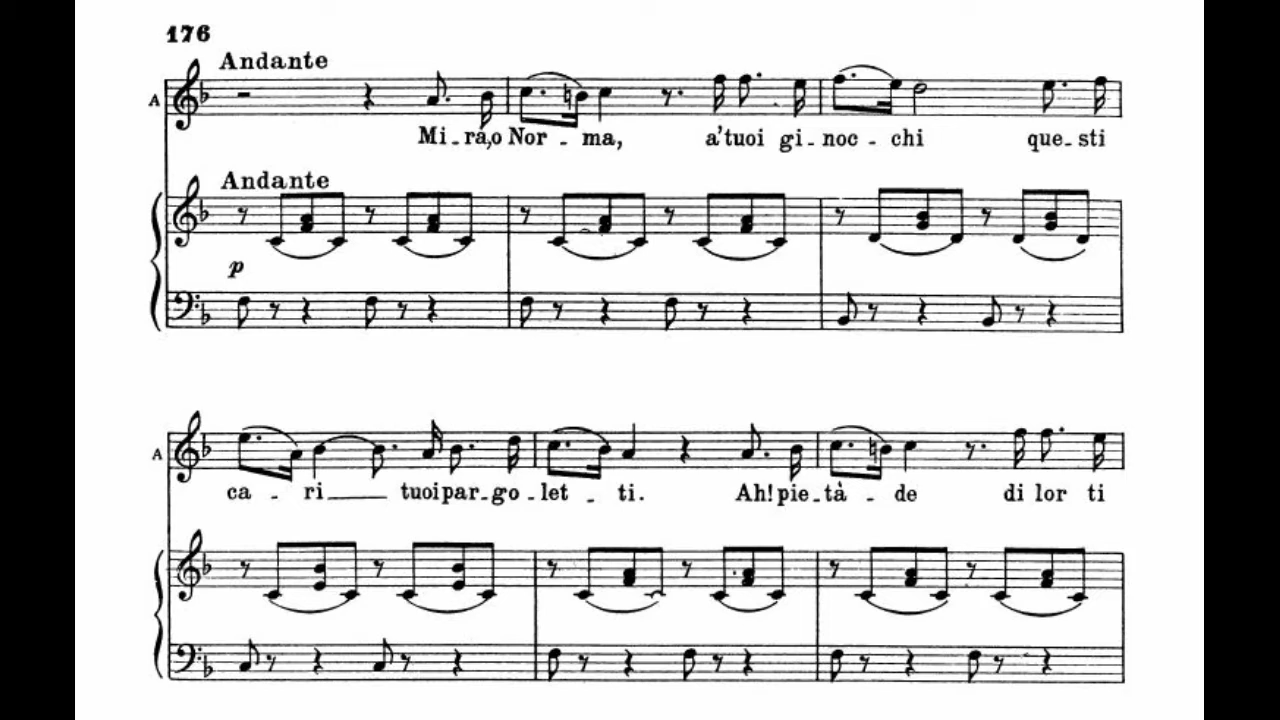 176
Andante
A
Mi-ra,o Nor-ma, a'tuoi gi-noc-chi que-sti
Andante
p
A
ca-ri tuoi par-go-let-ti. Ah! pie-tà-de di lor ti